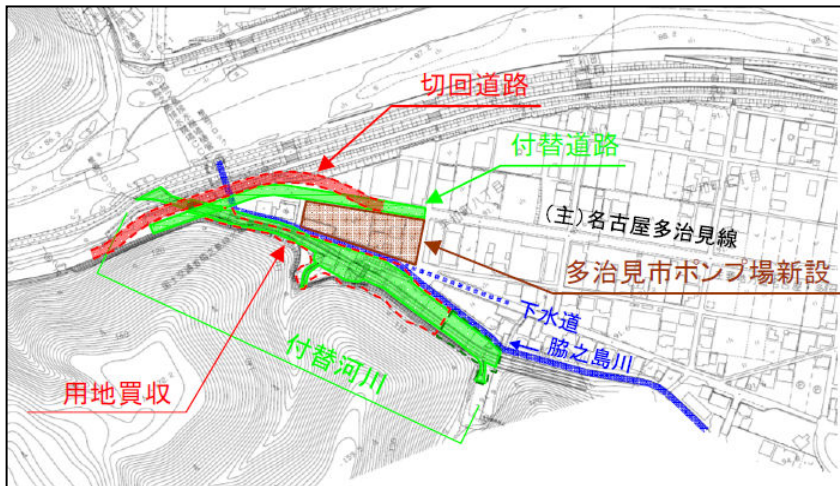 切回道路
付替道路
(主)名古屋多治見線
多治見市ポンプ場新設
下水道
脇之島川
付替河川
用地買収